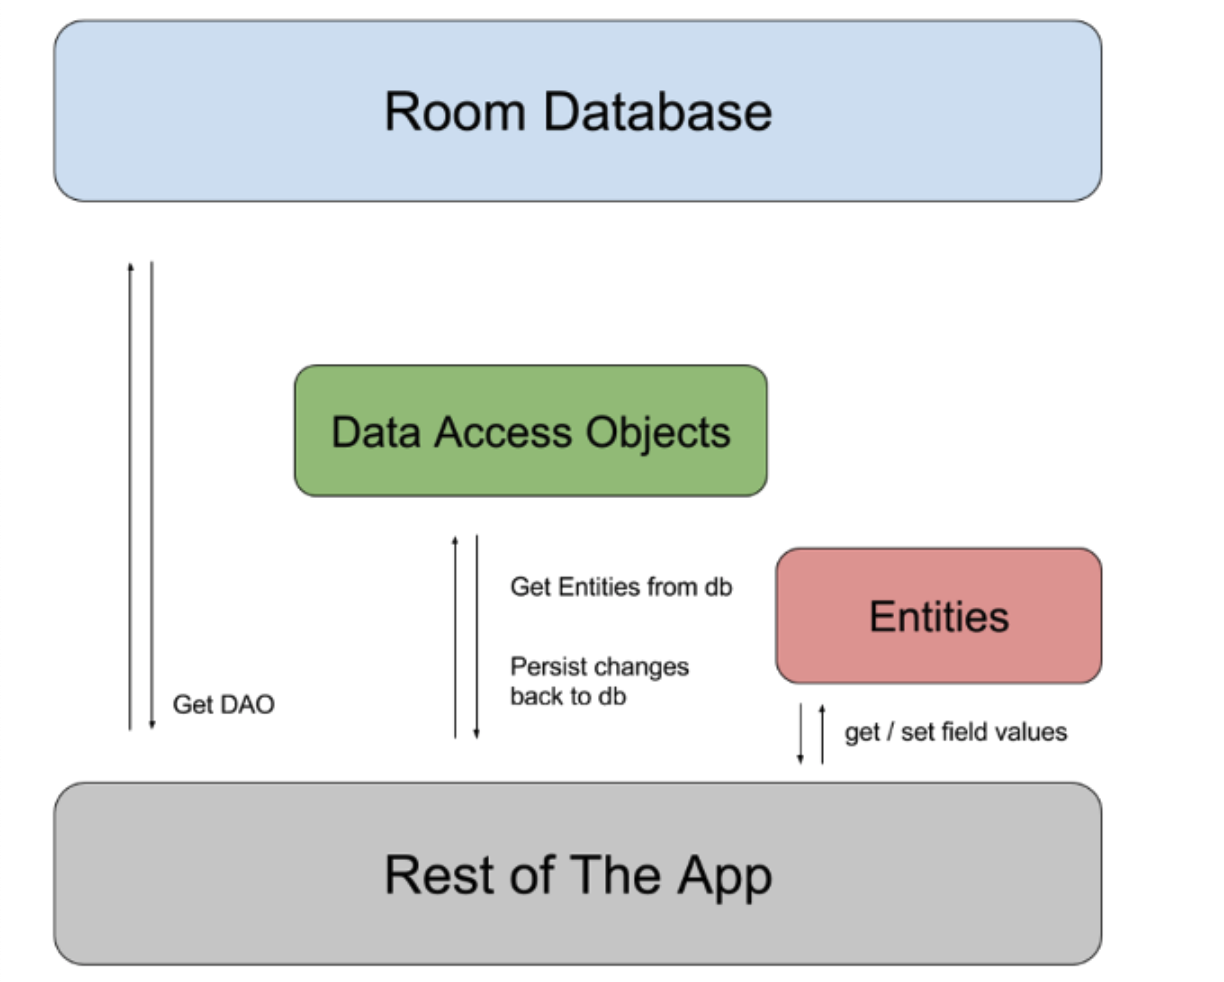 Room Database
Data Access Objects
Get Entities from db
Entities
Persist changes
back to db
Get DAO
get / set field values
Rest of The App